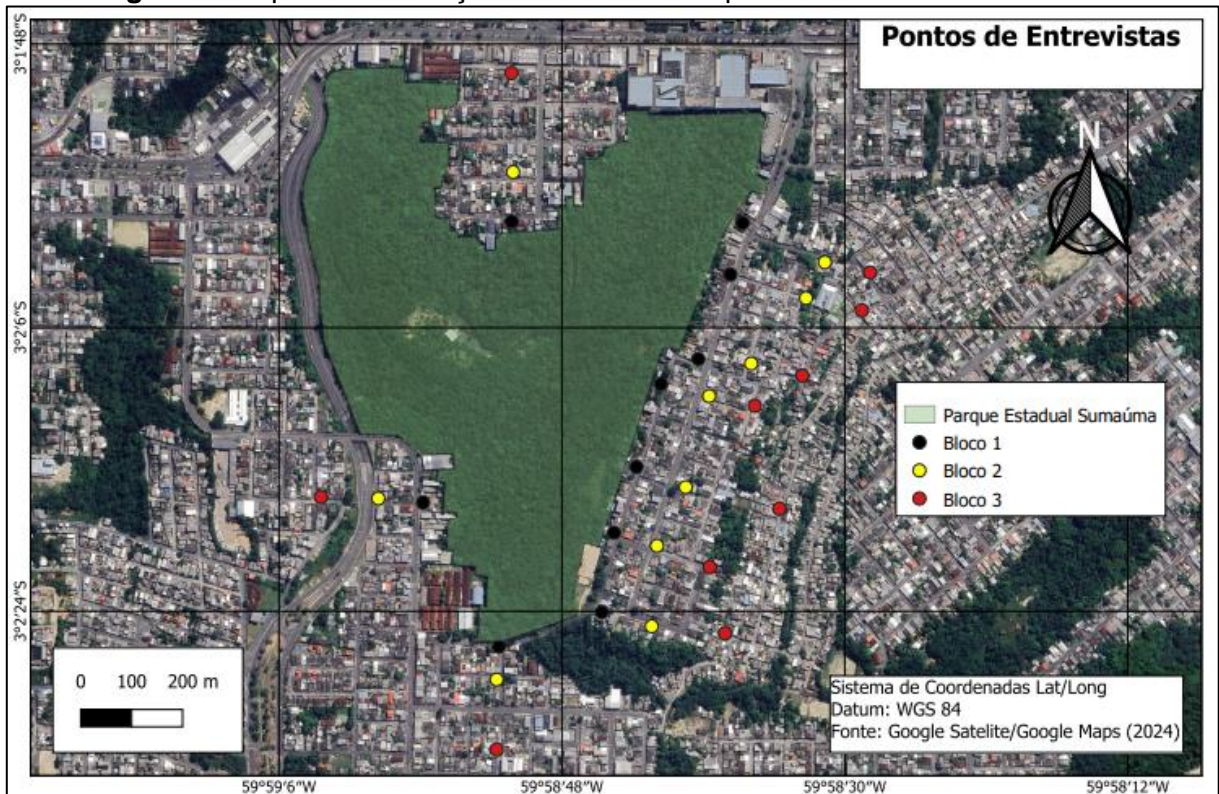 Pontos de Entrevistas
3°1'48"S
N
3°2'6"S
Parque Estadual Sumaúma
Bloco 1
Bloco 2
Bloco 3
3°2'24"S
0 100 200 m
Sistema de Coordenadas Lat/Long
Datum: WGS 84
Fonte: Google Satelite/Google Maps (2024)
59°59'6"W 59°58'48"W 59°58'30"W 59°58'12"W